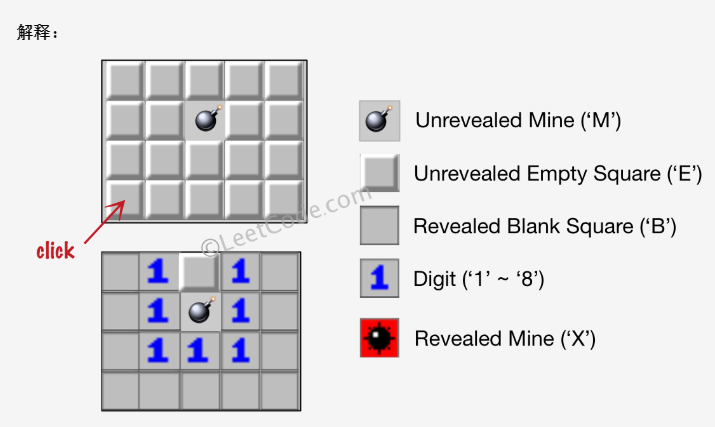 解释：
Unrevealed Mine (‘M’)
Unrevealed Empty Square (‘E’)
Revealed Blank Square (‘B’)
Digit (‘1’ ~ ‘8’)
1
Revealed Mine (‘X’)
click
©LeetCode.com
1 1
1 1
1 1 1